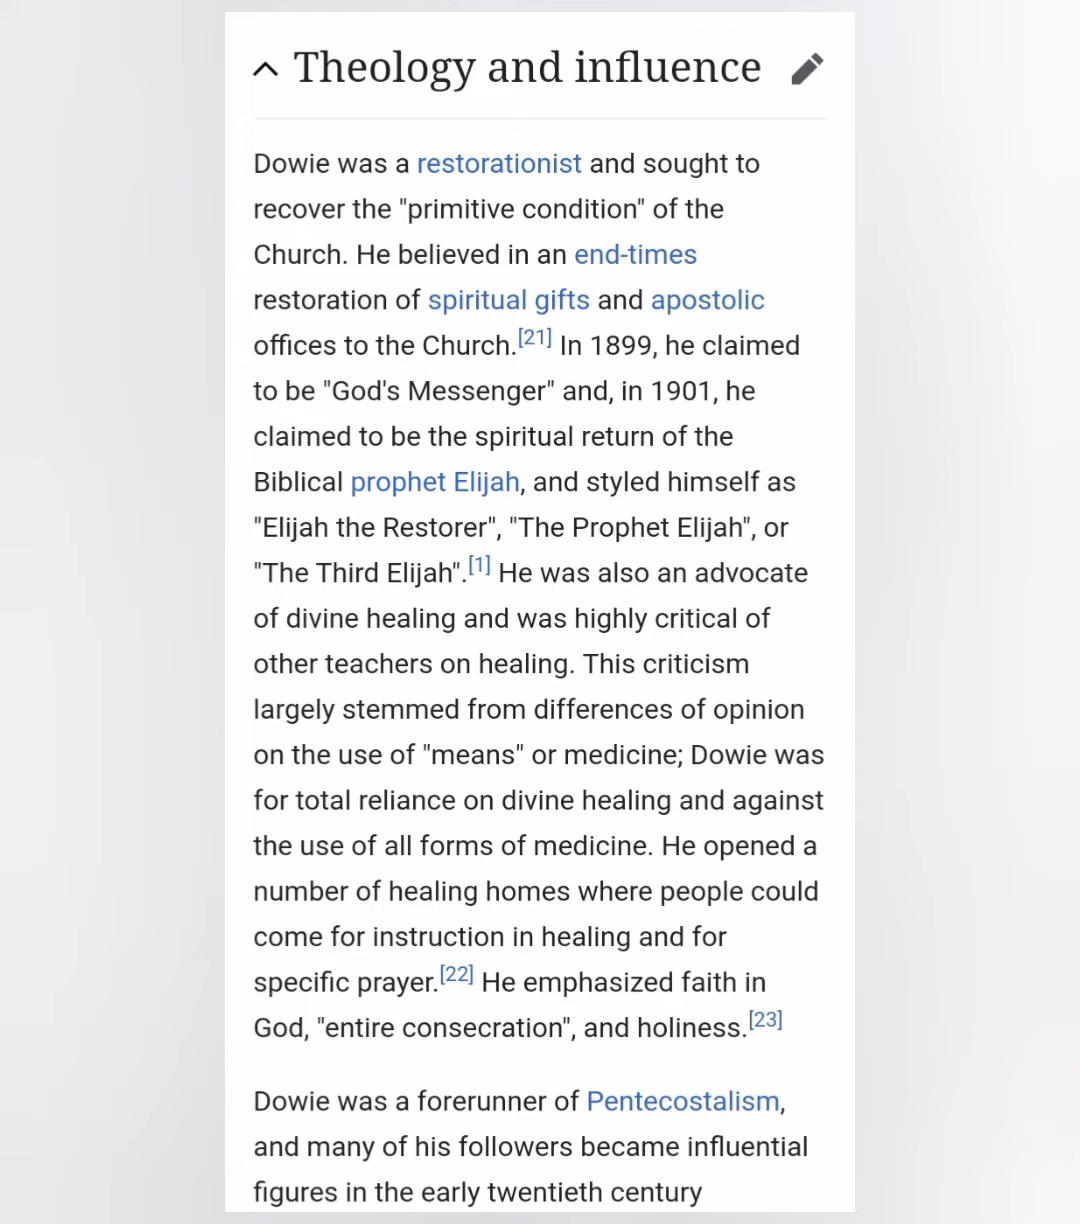 Theology and influence
Dowie was a restorationist and sought to
recover the "primitive condition" of the
Church. He believed in an end-times
restoration of spiritual gifts and apostolic
offices to the Church.[21] In 1899, he claimed
to be "God's Messenger" and, in 1901, he
claimed to be the spiritual return of the
Biblical prophet Elijah, and styled himself as
"Elijah the Restorer", "The Prophet Elijah", or
"The Third Elijah".[1] He was also an advocate
of divine healing and was highly critical of
other teachers on healing. This criticism
largely stemmed from differences of opinion
on the use of "means" or medicine; Dowie was
for total reliance on divine healing and against
the use of all forms of medicine. He opened a
number of healing homes where people could
come for instruction in healing and for
specific prayer.[22] He emphasized faith in
God, "entire consecration", and holiness.[23]
Dowie was a forerunner of Pentecostalism,
and many of his followers became influential
figures in the early twentieth century